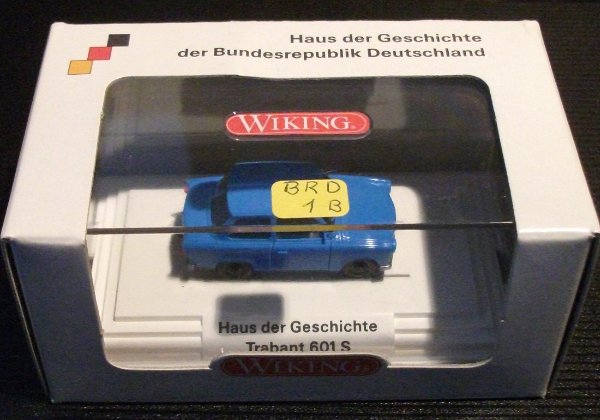 Haus der Geschichte
der Bundesrepublik Deutschland
WIKING®
BRD
1 B
Haus der Geschichte
Trabant 601 S
WIKING®